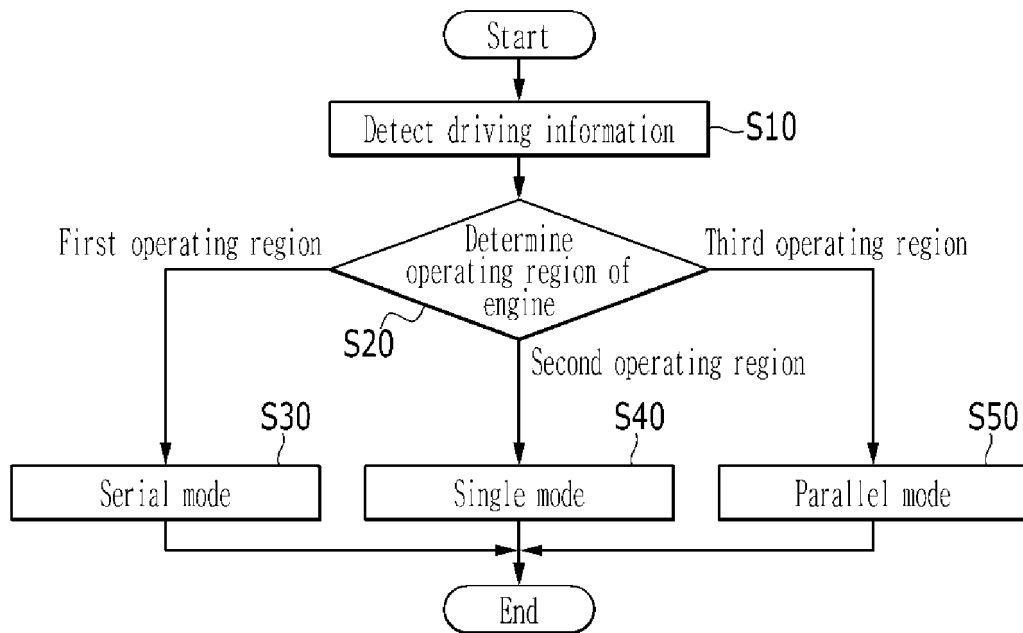 Start
Detect driving information
S10
First operating region
Determine
operating region of
engine
Third operating region
S20
Second operating region
S30
S40
S50
Serial mode
Single mode
Parallel mode
End